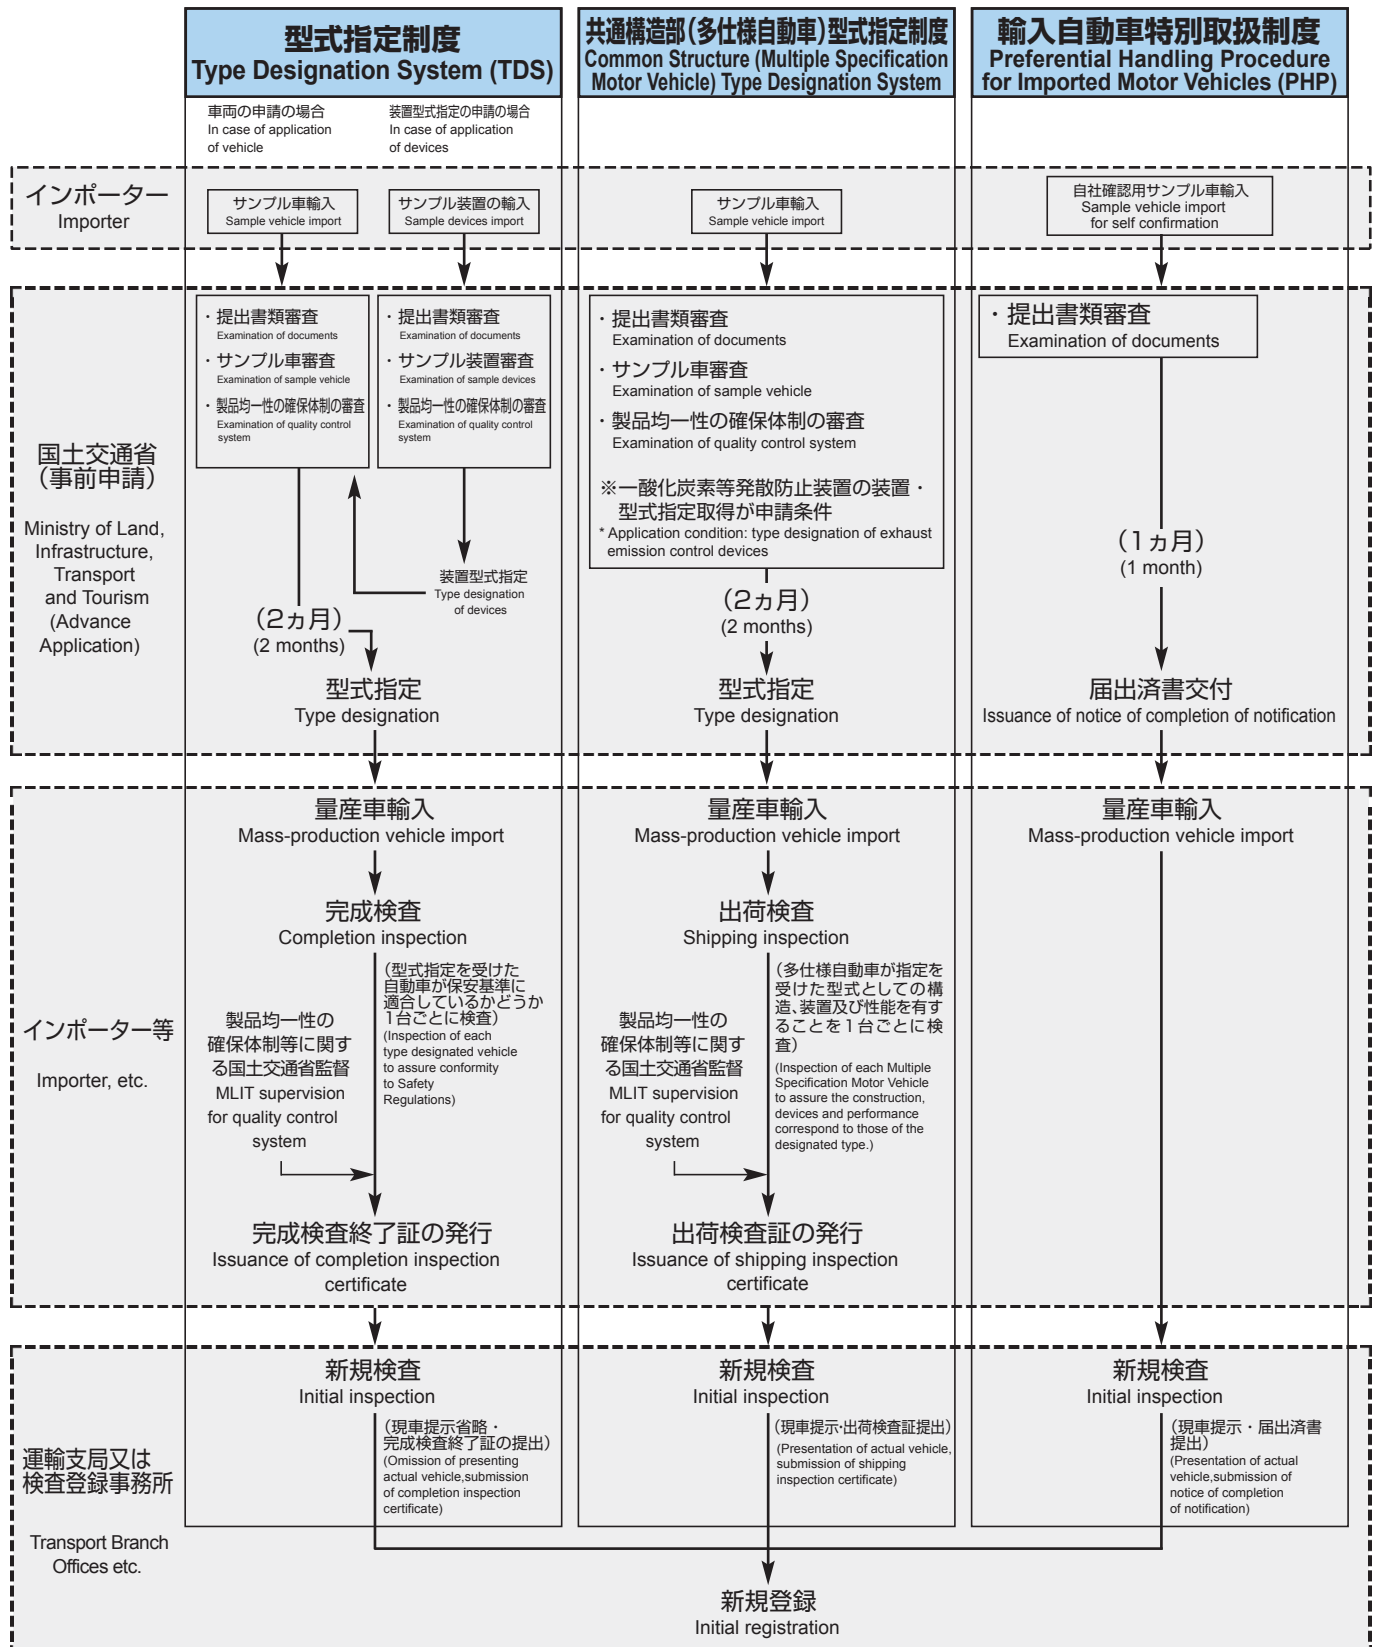 型式指定制度
Type Designation System (TDS)
共通構造部(多仕様自動車)型式指定制度
Common Structure (Multiple Specification
Motor Vehicle) Type Designation System
輸入自動車特別取扱制度
Preferential Handling Procedure
for Imported Motor Vehicles (PHP)
車両の申請の場合
In case of application
of vehicle
装置型式指定の申請の場合
In case of application
of devices
インポーター
Importer
サンプル車輸入
Sample vehicle import
サンプル装置の輸入
Sample devices import
サンプル車輸入
Sample vehicle import
自社確認用サンプル車輸入
Sample vehicle import
for self confirmation
国土交通省
(事前申請)
Ministry of Land,
Infrastructure,
Transport
and Tourism
(Advance
Application)
・提出書類審査
Examination of documents
・サンプル車審査
Examination of sample vehicle
・製品均一性の確保体制の審査
Examination of quality control
system
・提出書類審査
Examination of documents
・サンプル装置審査
Examination of sample devices
・製品均一性の確保体制の審査
Examination of quality control
system
装置型式指定
Type designation
of devices
(2ヵ月)
(2 months)
型式指定
Type designation
・提出書類審査
Examination of documents
・サンプル車審査
Examination of sample vehicle
・製品均一性の確保体制の審査
Examination of quality control system
※一酸化炭素等発散防止装置の装置・
型式指定取得が申請条件
* Application condition: type designation of exhaust
emission control devices
(2ヵ月)
(2 months)
型式指定
Type designation
・提出書類審査
Examination of documents
(1ヵ月)
(1 month)
届出済書交付
Issuance of notice of completion of notification
インポーター等
Importer, etc.
量産車輸入
Mass-production vehicle import
完成検査
Completion inspection
(型式指定を受けた
自動車が保安基準に
適合しているかどうか
1台ごとに検査)
(Inspection of each
type designated vehicle
to assure conformity
to Safety
Regulations)
製品均一性の
確保体制等に関す
る国土交通省監督
MLIT supervision
for quality control
system
完成検査終了証の発行
Issuance of completion inspection
certificate
量産車輸入
Mass-production vehicle import
出荷検査
Shipping inspection
(多仕様自動車が指定を
受けた型式としての構
造、装置及び性能を有す
ることを1台ごとに検
査)
(Inspection of each Multiple
Specification Motor Vehicle
to assure the construction,
devices and performance
correspond to those of the
designated type.)
製品均一性の
確保体制等に関す
る国土交通省監督
MLIT supervision
for quality control
system
出荷検査証の発行
Issuance of shipping inspection
certificate
量産車輸入
Mass-production vehicle import
運輸支局又は
検査登録事務所
Transport Branch
Offices etc.
新規検査
Initial inspection
(現車提示省略・
完成検査終了証の提出)
(Omission of presenting
actual vehicle,submission
of completion inspection
certificate)
新規検査
Initial inspection
(現車提示・出荷検査証提出)
(Presentation of actual vehicle,
submission of shipping
inspection certificate)
新規検査
Initial inspection
(現車提示・届出済書
提出)
(Presentation of actual
vehicle,submission of
notice of completion
of notification)
新規登録
Initial registration